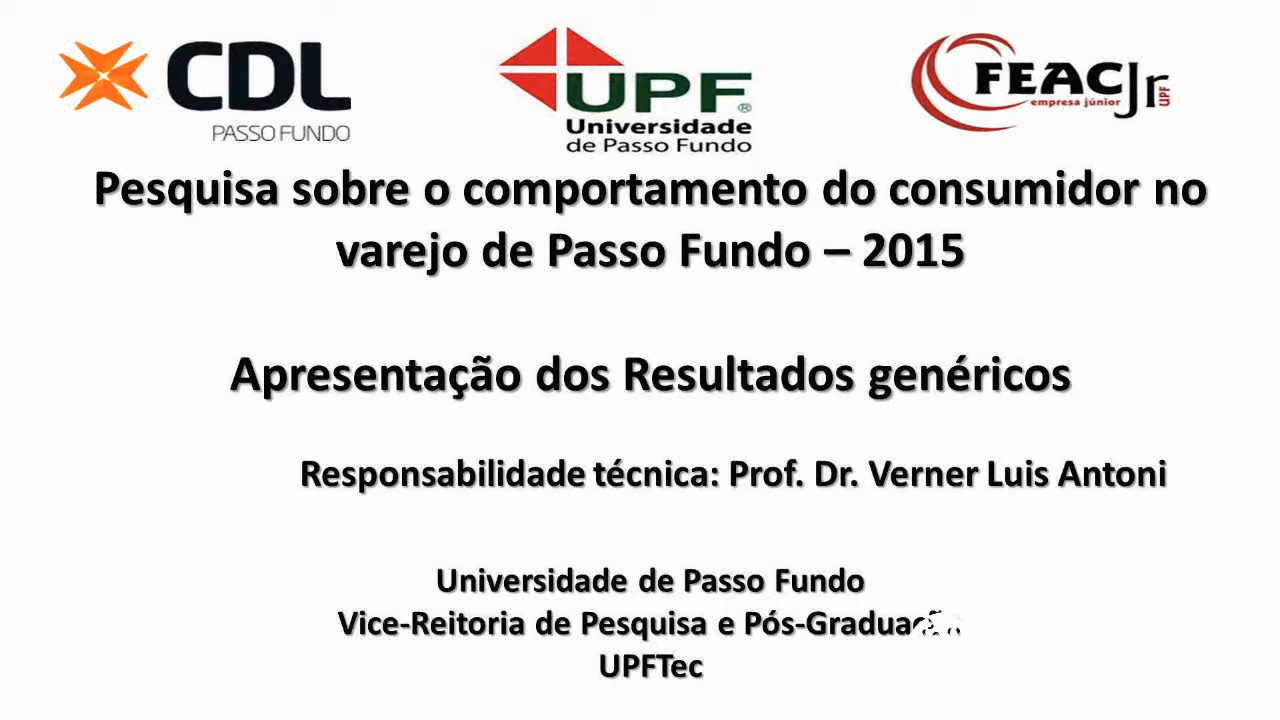 CDL
PASSO FUNDO
UPF®
Universidade
de Passo Fundo
FEACJr
empresa júnior
UPF
Pesquisa sobre o comportamento do consumidor no
varejo de Passo Fundo – 2015
Apresentação dos Resultados genéricos
Responsabilidade técnica: Prof. Dr. Verner Luis Antoni
Universidade de Passo Fundo
Vice-Reitoria de Pesquisa e
UPFTec